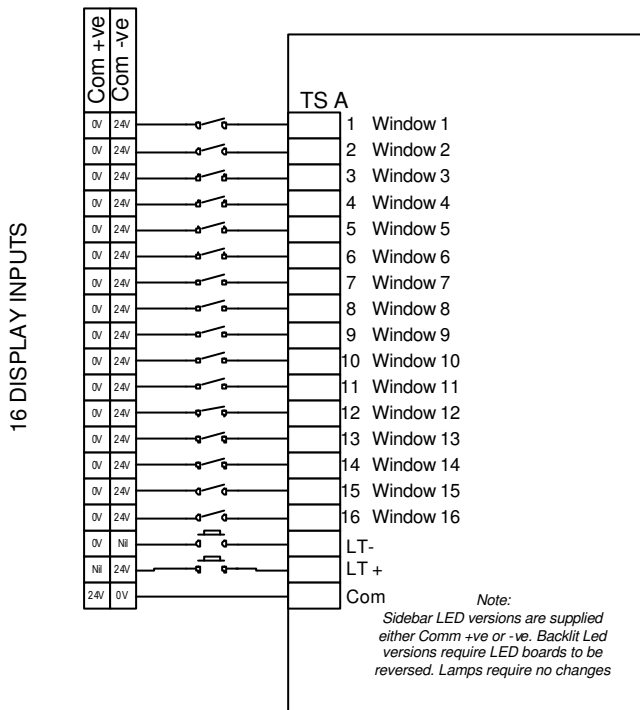 Com +ve
Com -ve
TS A
16 DISPLAY INPUTS
0V 24V 1 Window 1
0V 24V 2 Window 2
0V 24V 3 Window 3
0V 24V 4 Window 4
0V 24V 5 Window 5
0V 24V 6 Window 6
0V 24V 7 Window 7
0V 24V 8 Window 8
0V 24V 9 Window 9
0V 24V 10 Window 10
0V 24V 11 Window 11
0V 24V 12 Window 12
0V 24V 13 Window 13
0V 24V 14 Window 14
0V 24V 15 Window 15
0V 24V 16 Window 16
0V Nil LT-
Nil 24V LT +
24V 0V Com
Note:
Sidebar LED versions are supplied
either Comm +ve or -ve. Backlit Led
versions require LED boards to be
reversed. Lamps require no changes